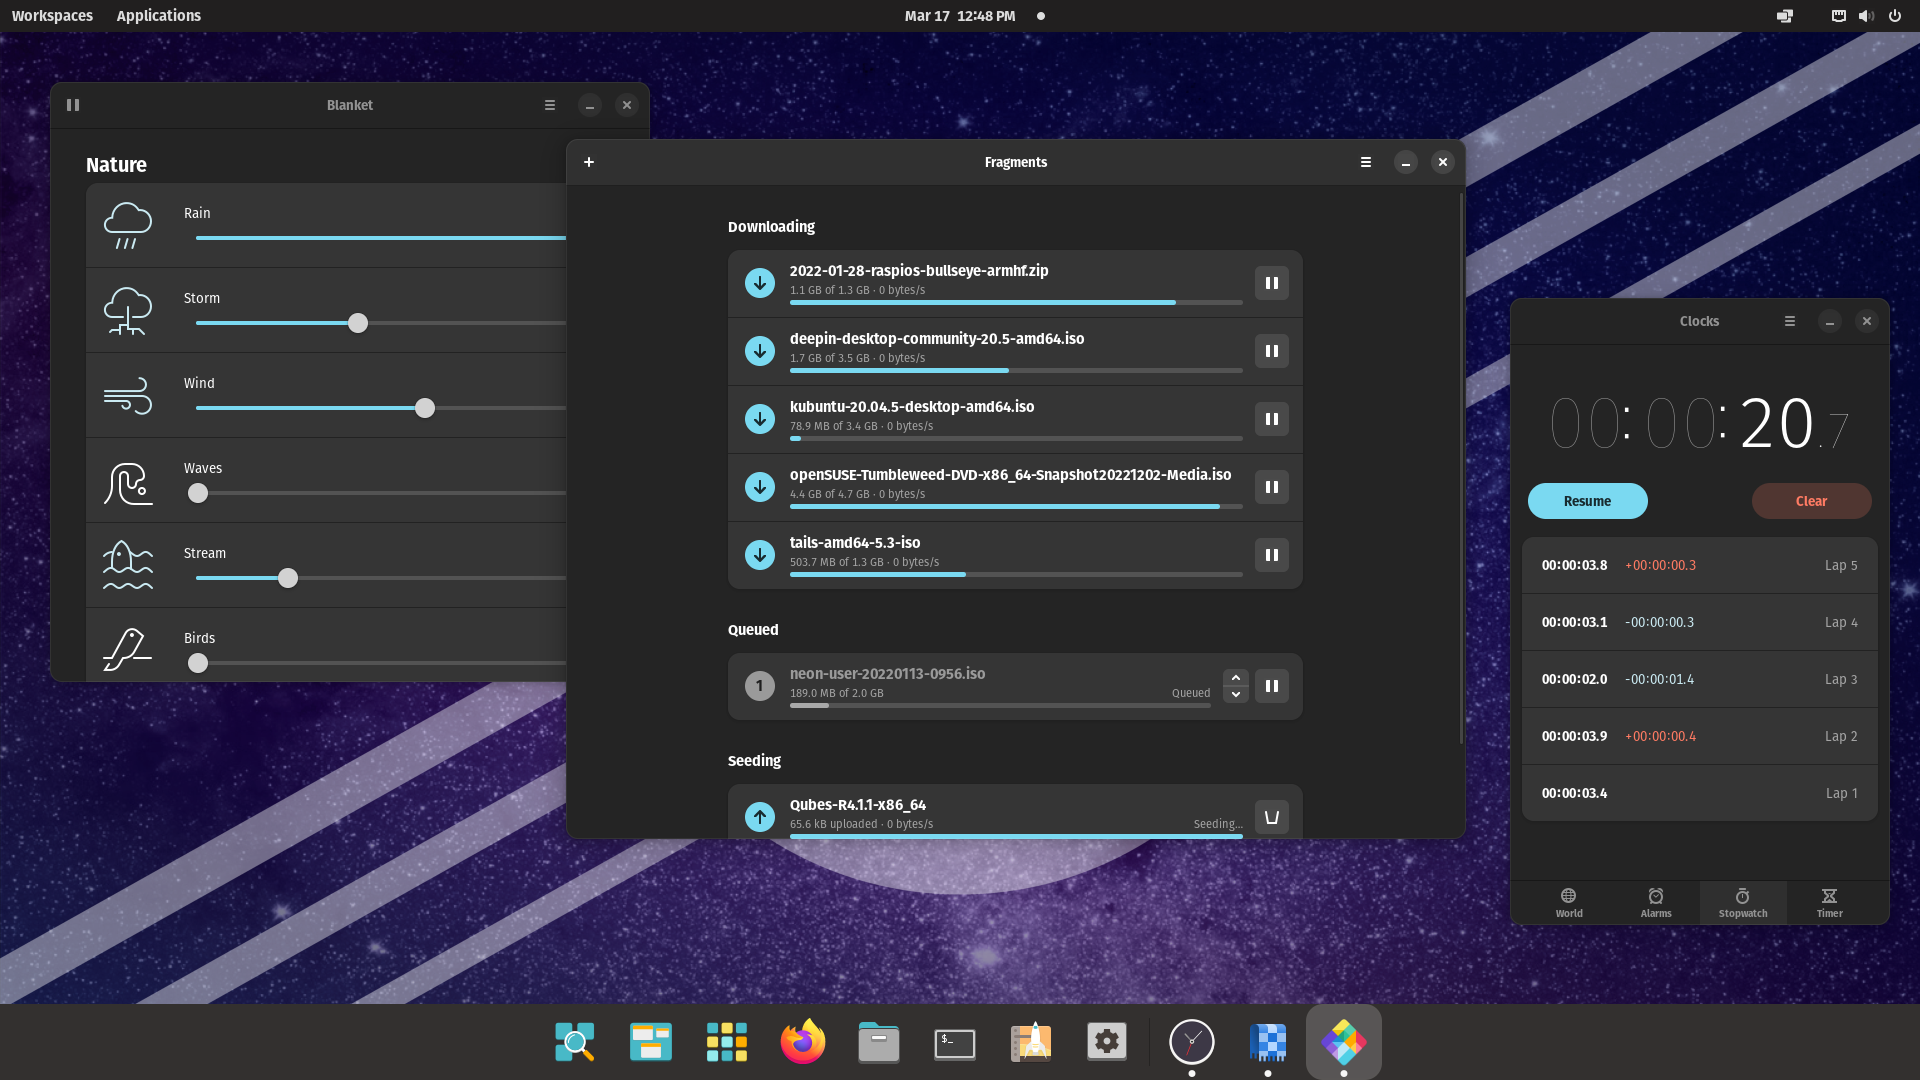 Workspaces Applications Mar 17 12:48 PM
Blanket
Nature
Rain
Storm
Wind
Waves
Stream
Birds
Fragments
Downloading
2022-01-28-raspios-bullseye-armhf.zip
1.1 GB of 1.3 GB · 0 bytes/s
deepin-desktop-community-20.5-amd64.iso
1.7 GB of 3.5 GB · 0 bytes/s
kubuntu-20.04.5-desktop-amd64.iso
78.9 MB of 3.4 GB · 0 bytes/s
openSUSE-Tumbleweed-DVD-x86_64-Snapshot20221202-Media.iso
4.4 GB of 4.7 GB · 0 bytes/s
tails-amd64-5.3-iso
503.7 MB of 1.3 GB · 0 bytes/s
Queued
1 neon-user-20220113-0956.iso
189.0 MB of 2.0 GB Queued
Seeding
Qubes-R4.1.1-x86_64
65.6 kB uploaded · 0 bytes/s Seeding...
Clocks
00:00:20.7
Resume Clear
00:00:03.8 +00:00:00.3 Lap 5
00:00:03.1 -00:00:00.3 Lap 4
00:00:02.0 -00:00:01.4 Lap 3
00:00:03.9 +00:00:00.4 Lap 2
00:00:03.4 Lap 1
World Alarms Stopwatch Timer
$_